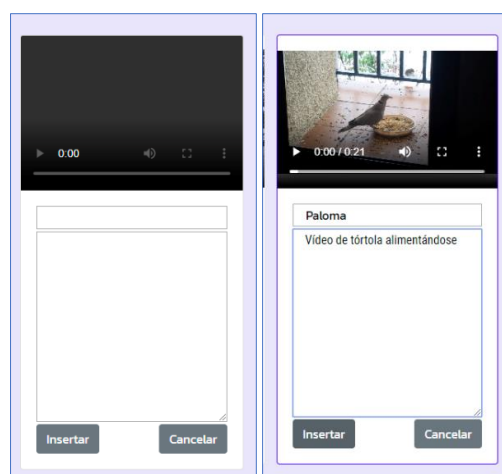 0:00
Insertar
Cancelar
0:00 / 0:21
Paloma
Vídeo de tórtola alimentándose
Insertar
Cancelar